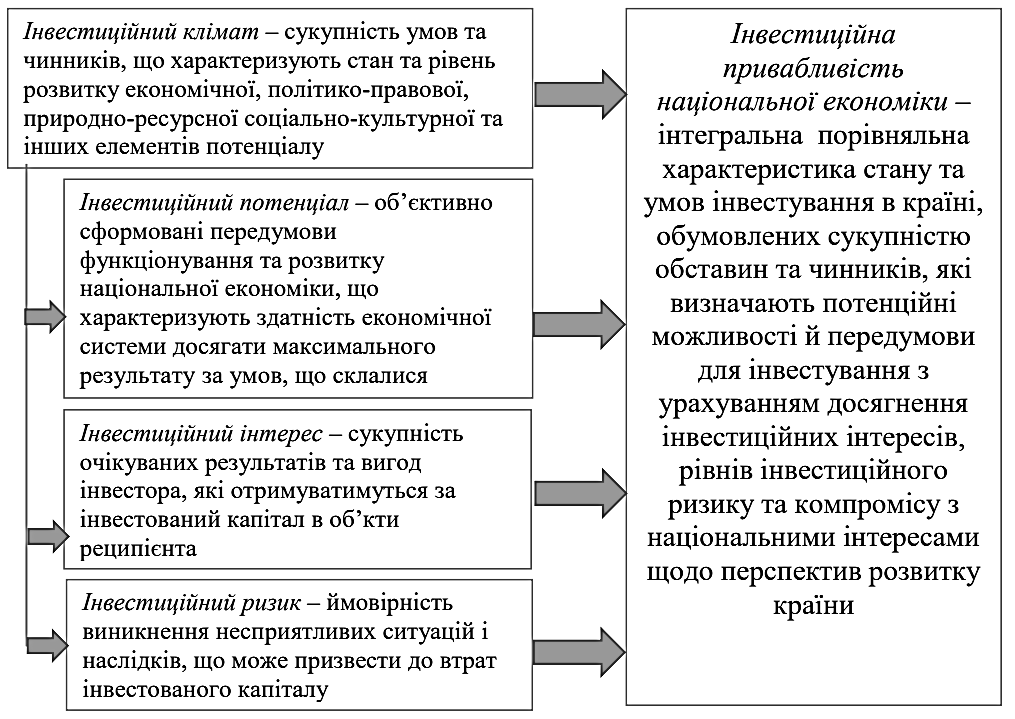 Інвестиційний клімат – сукупність умов та
чинників, що характеризують стан та рівень
розвитку економічної, політико-правової,
природно-ресурсної соціально-культурної та
інших елементів потенціалу
Інвестиційний потенціал – об’єктивно
сформовані передумови
функціонування та розвитку
національної економіки, що
характеризують здатність економічної
системи досягати максимального
результату за умов, що склалися
Інвестиційний інтерес – сукупність
очікуваних результатів та вигод
інвестора, які отримуватимуться за
інвестований капітал в об’кти
реципієнта
Інвестиційний ризик – ймовірність
виникнення несприятливих ситуацій і
наслідків, що може призвести до втрат
інвестованого капіталу
Інвестиційна
привабливість
національної економіки –
інтегральна порівняльна
характеристика стану та
умов інвестування в країні,
обумовлених сукупністю
обставин та чинників, які
визначають потенційні
можливості й передумови
для інвестування з
урахуванням досягнення
інвестиційних інтересів,
рівнів інвестиційного
ризику та компромісу з
національними інтересами
щодо перспектив розвитку
країни